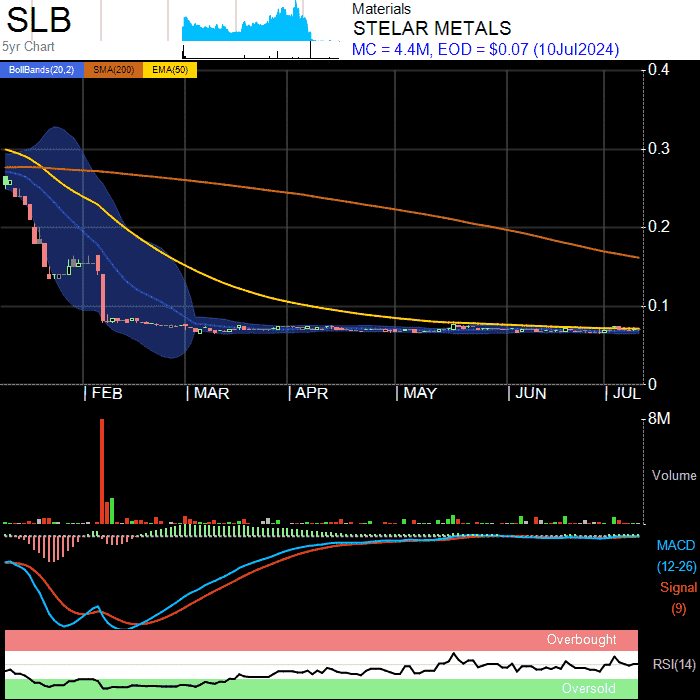 SLB
5yr Chart
Materials
STELAR METALS
MC = 4.4M, EOD = $0.07 (10Jul2024)
BollBands(20,2) SMA(200) EMA(50)
0.4
0.3
0.2
0.1
0
FEB MAR APR MAY JUN JUL
8M
Volume
MACD
(12-26)
Signal
(9)
Overbought
RSI(14)
Oversold